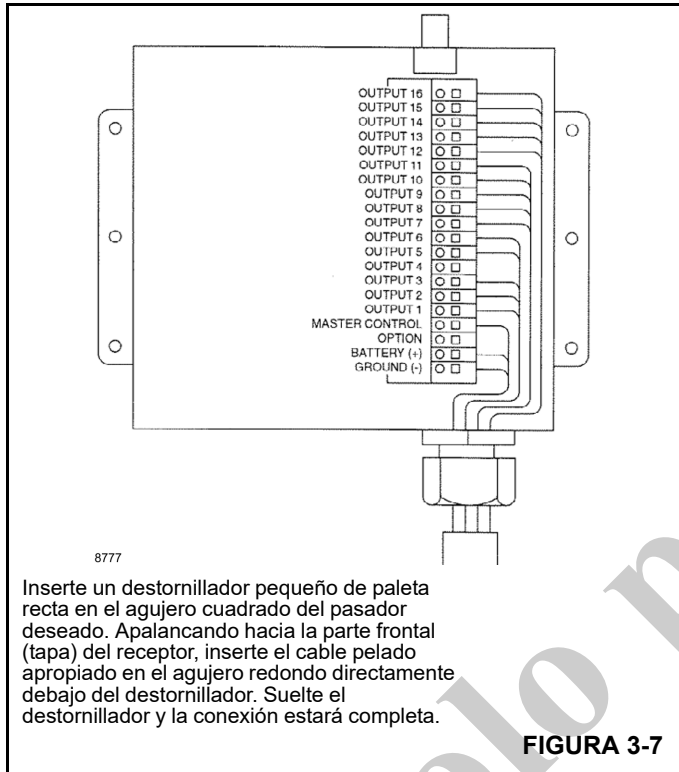 OUTPUT 16
OUTPUT 15
OUTPUT 14
OUTPUT 13
OUTPUT 12
OUTPUT 11
OUTPUT 10
OUTPUT 9
OUTPUT 8
OUTPUT 7
OUTPUT 6
OUTPUT 5
OUTPUT 4
OUTPUT 3
OUTPUT 2
OUTPUT 1
MASTER CONTROL
OPTION
BATTERY (+)
GROUND (-)
8777
Inserte un destornillador pequeño de paleta
recta en el agujero cuadrado del pasador
deseado. Apalancando hacia la parte frontal
(tapa) del receptor, inserte el cable pelado
apropiado en el agujero redondo directamente
debajo del destornillador. Suelte el
destornillador y la conexión estará completa.
FIGURA 3-7